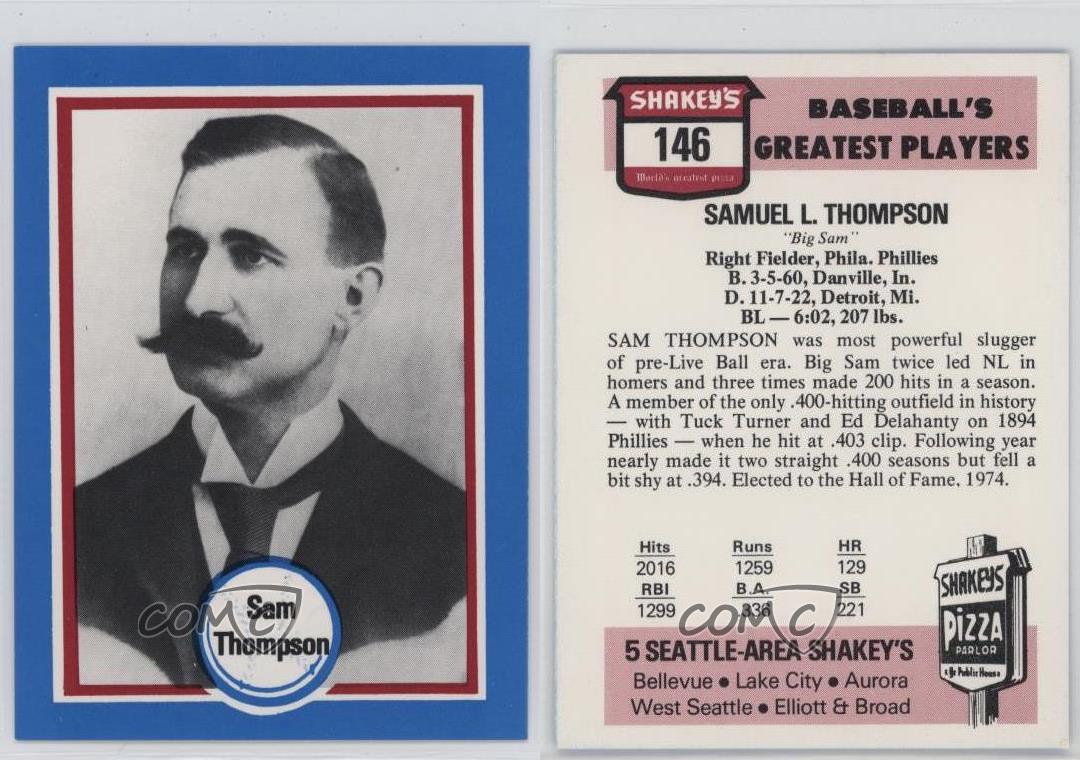 Sam
Thompson
COMC
SHAKEY'S
146
World's greatest pizza
BASEBALL'S
GREATEST PLAYERS
SAMUEL L. THOMPSON
"Big Sam"
Right Fielder, Phila. Phillies
B. 3-5-60, Danville, In.
D. 11-7-22, Detroit, Mi.
BL — 6:02, 207 lbs.
SAM THOMPSON was most powerful slugger
of pre-Live Ball era. Big Sam twice led NL in
homers and three times made 200 hits in a season.
A member of the only .400-hitting outfield in history
— with Tuck Turner and Ed Delahanty on 1894
Phillies — when he hit at .403 clip. Following year
nearly made it two straight .400 seasons but fell a
bit shy at .394. Elected to the Hall of Fame, 1974.
Hits Runs HR
2016 1259 129
RBI B.A. SB
1299 .336 221
COMC
SHAKEY'S
PIZZA
PARLOR
& Ye Public House
5 SEATTLE-AREA SHAKEY'S
Bellevue ● Lake City ● Aurora
West Seattle ● Elliott & Broad